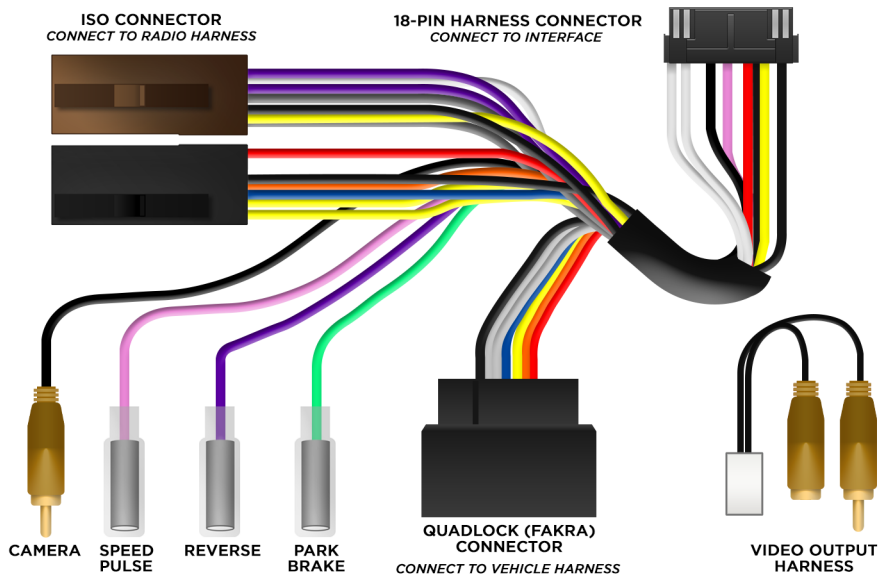 ISO CONNECTOR
CONNECT TO RADIO HARNESS
18-PIN HARNESS CONNECTOR
CONNECT TO INTERFACE
CAMERA
SPEED
PULSE
REVERSE
PARK
BRAKE
QUADLOCK (FAKRA)
CONNECTOR
CONNECT TO VEHICLE HARNESS
VIDEO OUTPUT
HARNESS